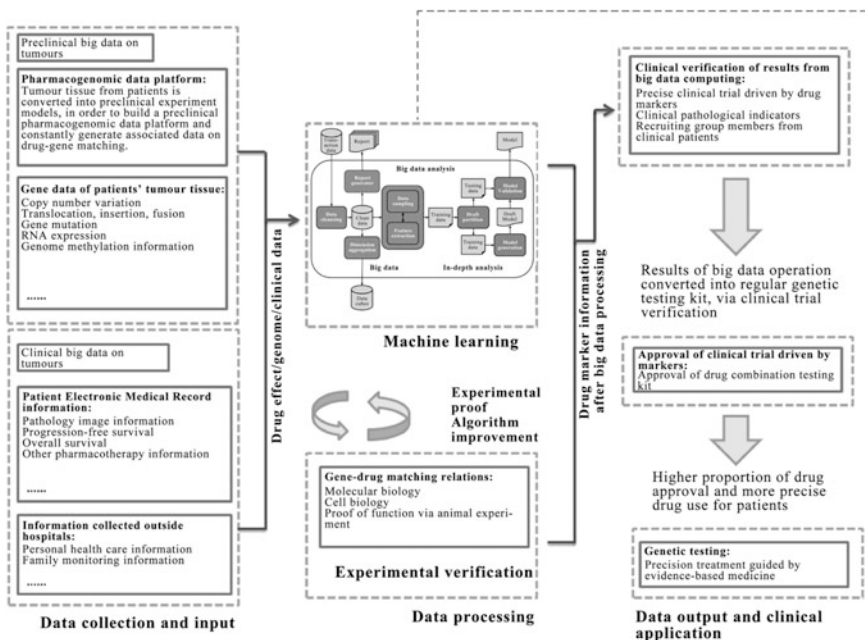 Preclinical big data on
tumours
Pharmacogenomic data platform:
Tumour tissue from patients is
converted into preclinical experiment
models, in order to build a preclinical
pharmacogenomic data platform and
constantly generate associated data on
drug-gene matching.
Gene data of patients' tumour tissue:
Copy number variation
Translocation, insertion, fusion
Gene mutation
RNA expression
Genome methylation information
......
Clinical big data on
tumours
Patient Electronic Medical Record
information:
Pathology image information
Progression-free survival
Overall survival
Other pharmacotherapy information
......
Information collected outside
hospitals:
Personal health care information
Family monitoring information
......
Data collection and input
Drug effect/genome/clinical data
data
Report
Model
Big data analysis
Report
generator
Data
cleaning
Clean
data
Data
sampling
Feature
extraction
Dimension
aggregation
Training
data
Data
partition
Testing
data
Training
data
Model
Validation
Draft
Model
Model
generation
Big data
In-depth analysis
Data
Machine learning
Experimental
proof
Algorithm
improvement
Gene-drug matching relations:
Molecular biology
Cell biology
Proof of function via animal experi-
ment
Experimental verification
Data processing
Drug marker information
after big data processing
Clinical verification of results from
big data computing:
Precise clinical trial driven by drug
markers
Clinical pathological indicators
Recruiting group members from
clinical patients
Results of big data operation
converted into regular genetic
testing kit, via clinical trial
verification
Approval of clinical trial driven by
markers:
Approval of drug combination testing
kit
Higher proportion of drug
approval and more precise
drug use for patients
Genetic testing:
Precision treatment guided by
evidence-based medicine
Data output and clinical
application